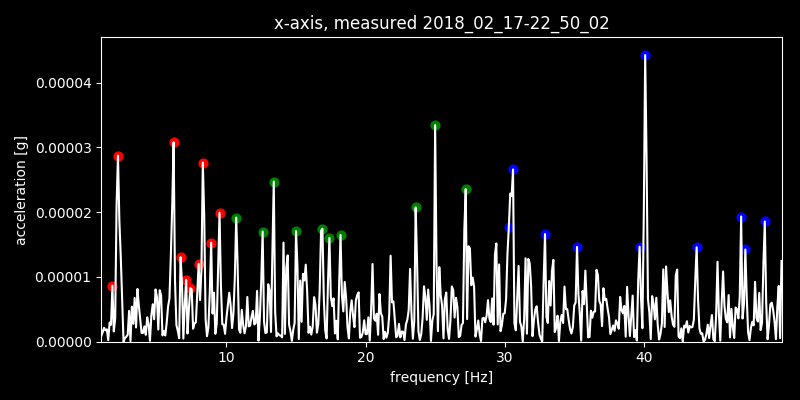 x-axis, measured 2018_02_17-22_50_02
acceleration [g]
0.00004
0.00003
0.00002
0.00001
0.00000
10 20 30 40
frequency [Hz]